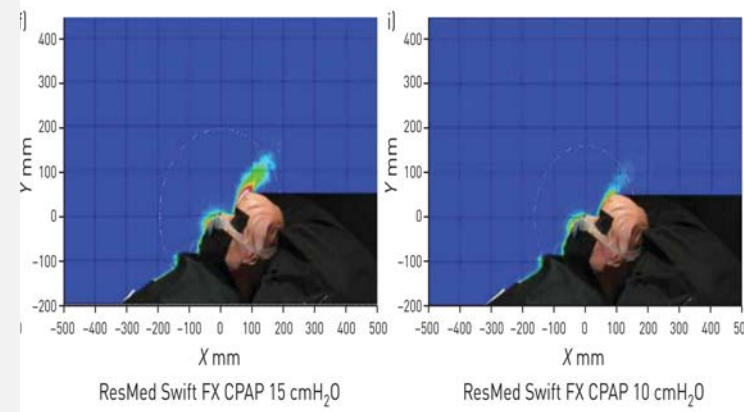 f)
400
300
200
100
0
-100
-200
Y mm
-500 -400 -300 -200 -100 0 100 200 300 400 500
X mm
ResMed Swift FX CPAP 15 cmH₂O
i)
400
300
200
100
0
-100
-200
Y mm
-500 -400 -300 -200 -100 0 100 200 300 400
X mm
ResMed Swift FX CPAP 10 cmH₂O